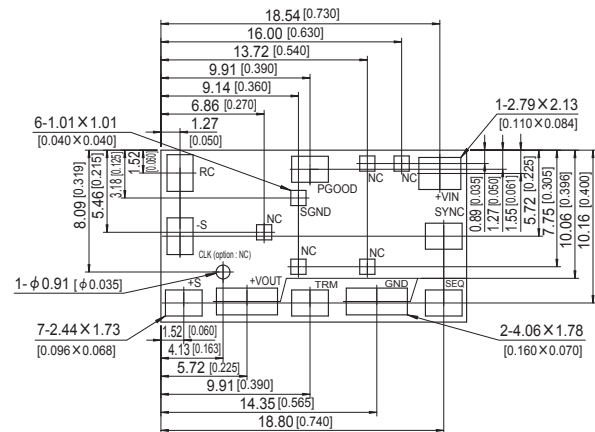 18.54 [0.730]
16.00 [0.630]
13.72 [0.540]
9.91 [0.390]
9.14 [0.360]
6.86 [0.270]
6-1.01×1.01
[0.040×0.040]
1.27
[0.050]
1-2.79×2.13
[0.110×0.084]
8.09 [0.319]
5.46 [0.215]
3.18 [0.125]
1.52
[0.060]
RC
PGOOD
NC
NC
+VIN
SGND
SYNC
-S
NC
CLK (option : NC)
NC
NC
0.89 [0.035]
1.27 [0.050]
1.55 [0.061]
5.72 [0.225]
7.75 [0.305]
10.06 [0.396]
10.16 [0.400]
1-ϕ0.91 [ϕ0.035]
+S
+VOUT
TRM
GND
SEQ
7-2.44×1.73
[0.096×0.068]
1.52 [0.060]
4.13 [0.163]
5.72 [0.225]
9.91 [0.390]
14.35 [0.565]
18.80 [0.740]
2-4.06×1.78
[0.160×0.070]